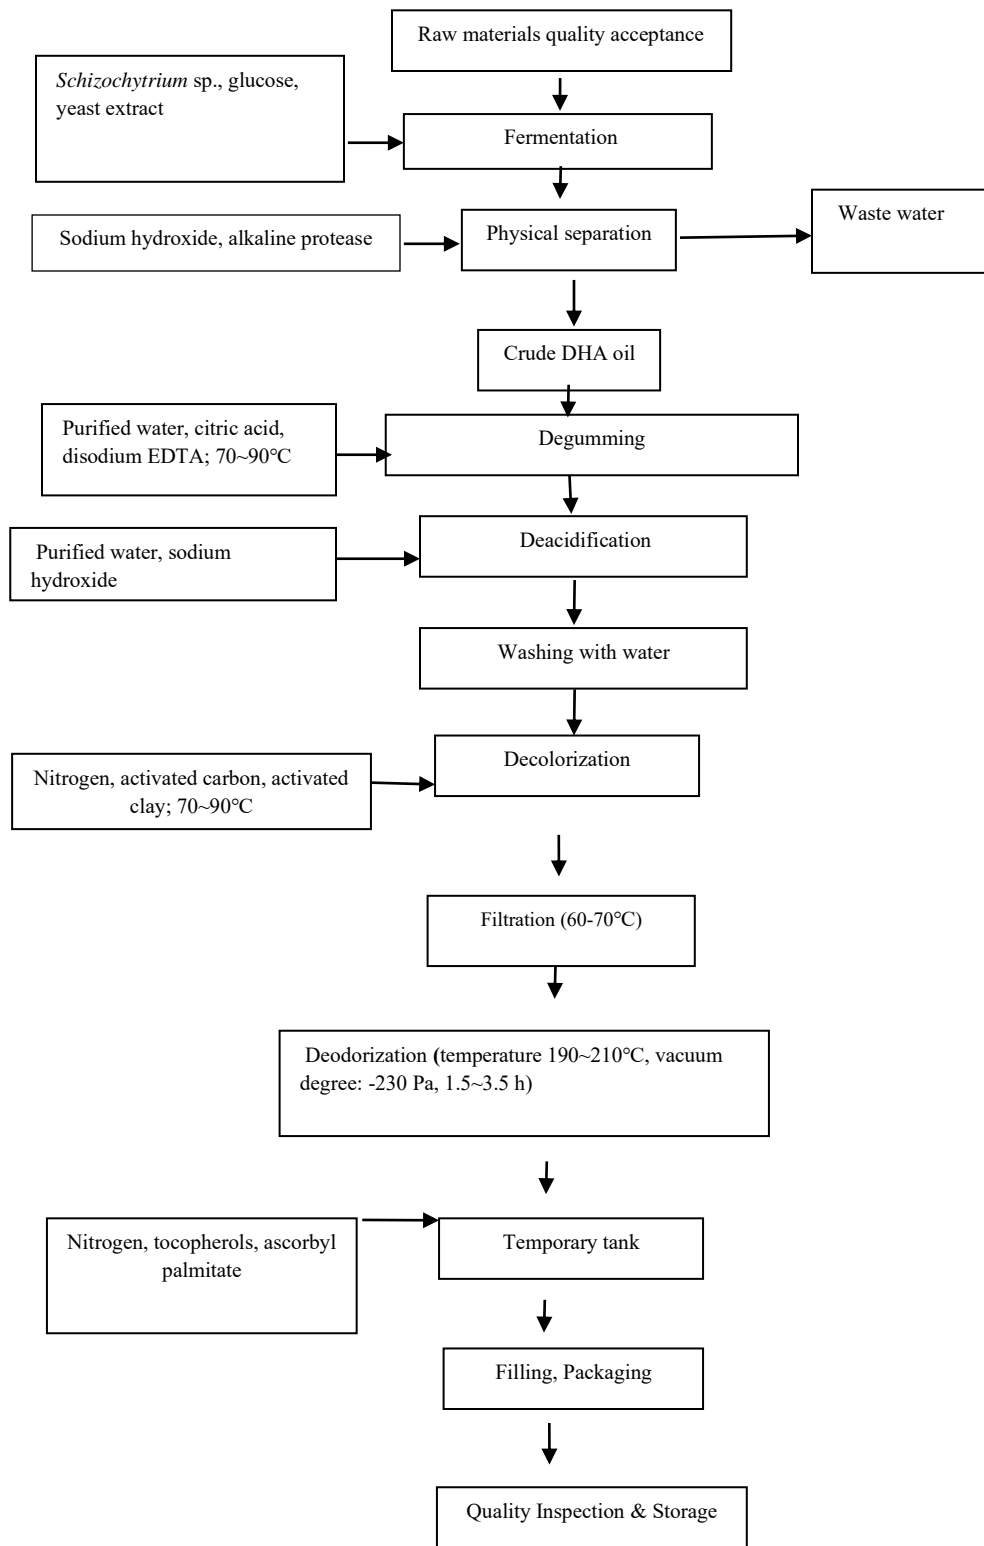 Raw materials quality acceptance
Schizochytrium sp., glucose,
yeast extract
Fermentation
Waste water
Sodium hydroxide, alkaline protease
Physical separation
Crude DHA oil
Purified water, citric acid,
disodium EDTA; 70~90℃
Degumming
Purified water, sodium
hydroxide
Deacidification
Washing with water
Decolorization
Nitrogen, activated carbon, activated
clay; 70~90℃
Filtration (60-70℃)
Deodorization (temperature 190~210℃, vacuum
degree: -230 Pa, 1.5~3.5 h)
Nitrogen, tocopherols, ascorbyl
palmitate
Temporary tank
Filling, Packaging
Quality Inspection & Storage